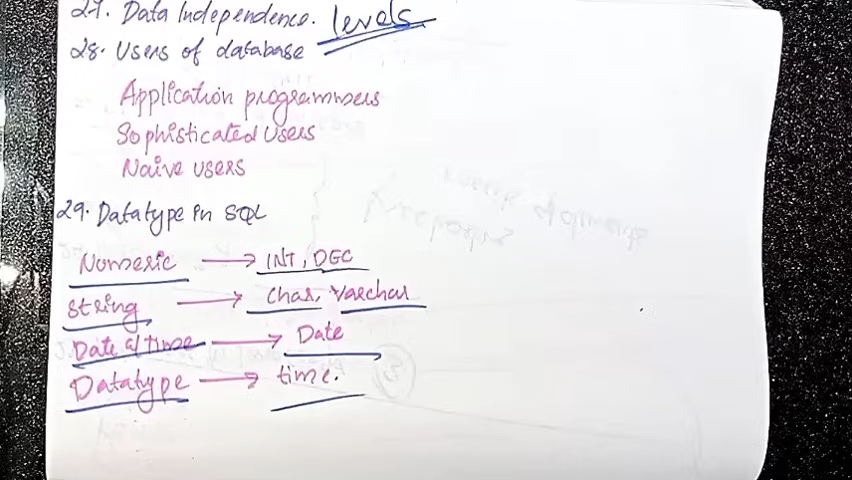 27. Data Independence. levels
28. Users of database
Application programmers
Sophisticated Users
Naive users
29. Datatype in SQL
Numeric → INT, DEC
String → Char, Varchar
Date & Time → Date
Datatype → time.